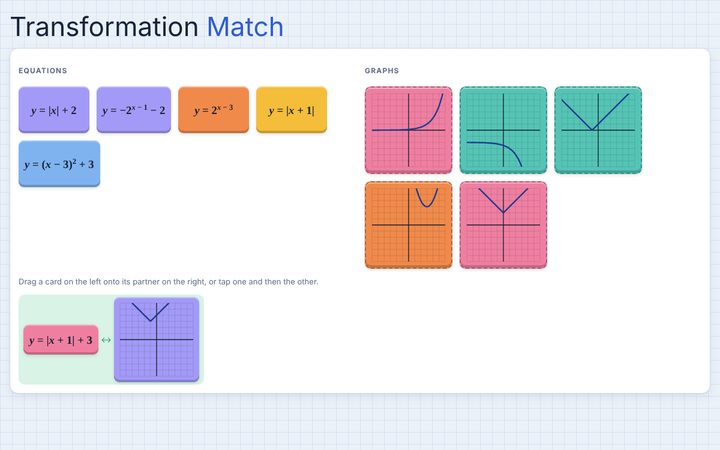 Transformation Match
EQUATIONS
GRAPHS
y = |x| + 2
y = −2^(x − 1) − 2
y = 2^(x − 3)
y = |x + 1|
y = (x − 3)² + 3
Drag a card on the left onto its partner on the right, or tap one and then the other.
y = |x + 1| + 3 ↔